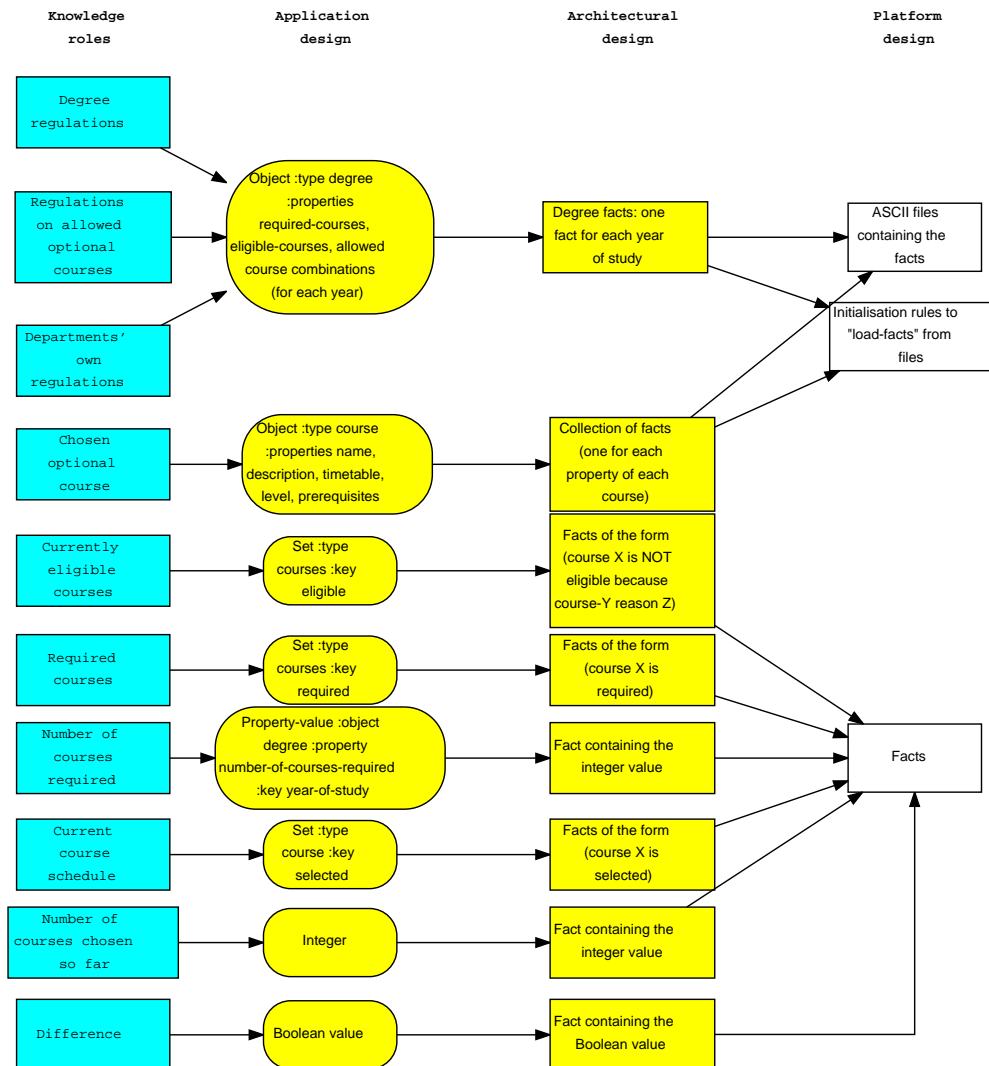 Knowledge
roles
Application
design
Architectural
design
Platform
design
Degree
regulations
Regulations
on allowed
optional
courses
Departments'
own
regulations
Object :type degree
:properties
required-courses,
eligible-courses, allowed
course combinations
(for each year)
Degree facts: one
fact for each year
of study
ASCII files
containing the
facts
Initialisation rules to
"load-facts" from
files
Chosen
optional
course
Object :type course
:properties name,
description, timetable,
level, prerequisites
Collection of facts
(one for each
property of each
course)
Currently
eligible
courses
Set :type
courses :key
eligible
Facts of the form
(course X is NOT
eligible because
course-Y reason Z)
Required
courses
Set :type
courses :key
required
Facts of the form
(course X is
required)
Number of
courses
required
Property-value :object
degree :property
number-of-courses-required
:key year-of-study
Fact containing the
integer value
Facts
Current
course
schedule
Set :type
course :key
selected
Facts of the form
(course X is
selected)
Number of
courses chosen
so far
Integer
Fact containing the
integer value
Difference
Boolean value
Fact containing the
Boolean value